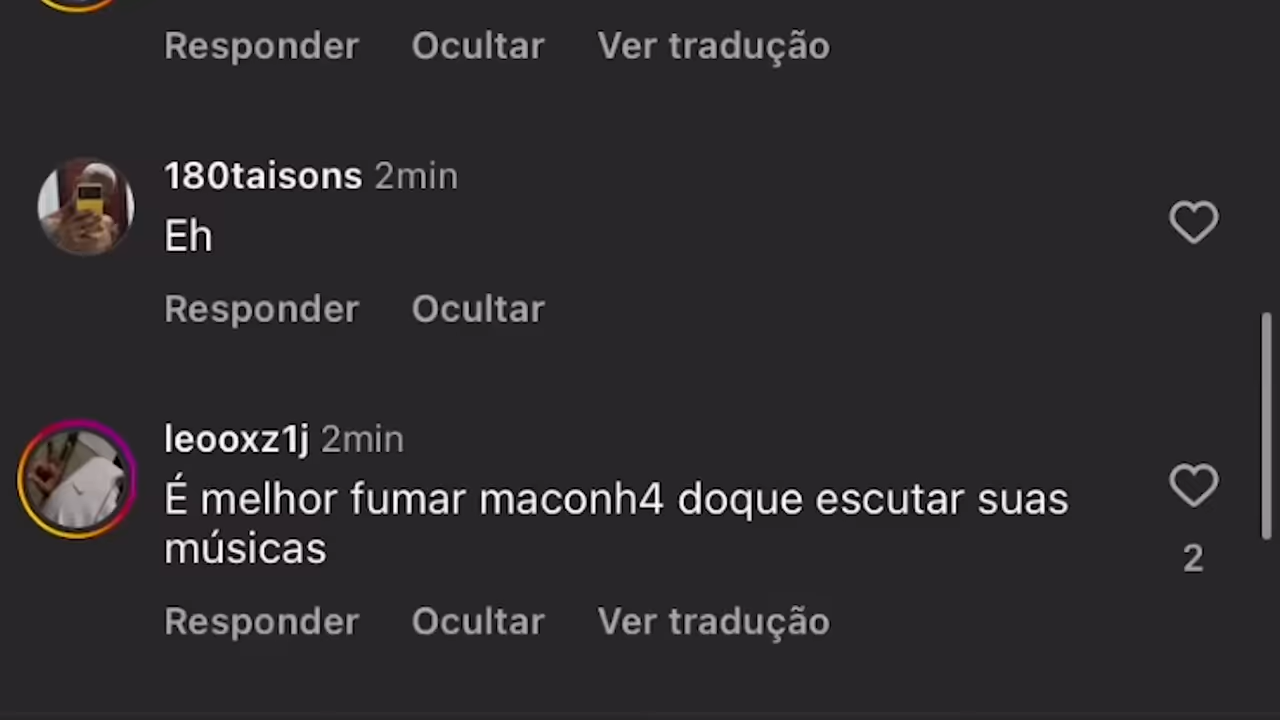 Responder Ocultar Ver tradução
180taisons 2min
Eh
Responder Ocultar
leooxz1j 2min
É melhor fumar maconh4 doque escutar suas
músicas
2
Responder Ocultar Ver tradução